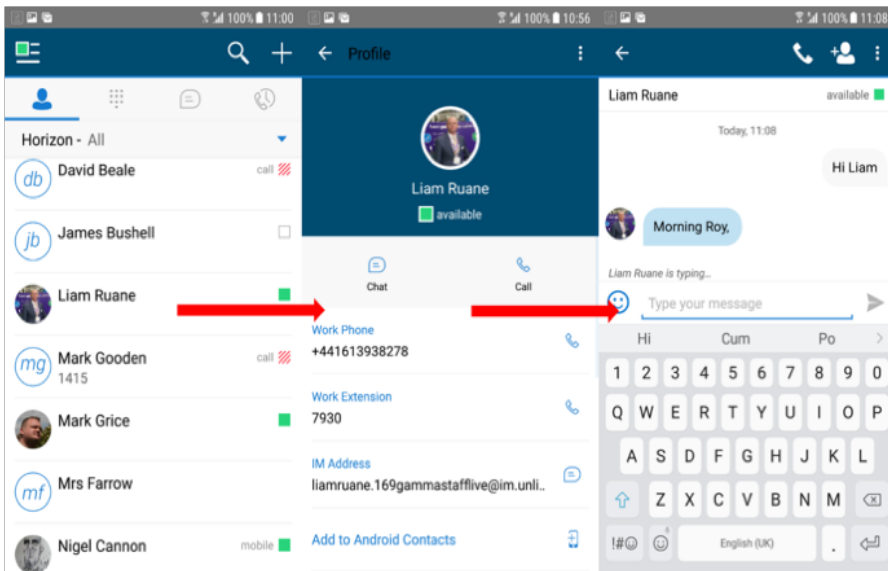 100% 11:00
Horizon - All
db
David Beale
call
jb
James Bushell
Liam Ruane
mg
Mark Gooden
call
1415
Mark Grice
mf
Mrs Farrow
Nigel Cannon
mobile
100% 10:56
Profile
Liam Ruane
available
Chat
Call
Work Phone
+441613938278
Work Extension
7930
IM Address
liamruane.169gammastafflive@im.unli..
Add to Android Contacts
100% 11:08
Liam Ruane
available
Today, 11:08
Hi Liam
Morning Roy,
Liam Ruane is typing...
Type your message
Hi Cum Po
1 2 3 4 5 6 7 8 9 0
Q W E R T Y U I O P
A S D F G H J K L
Z X C V B N M
!#☺ English (UK) .